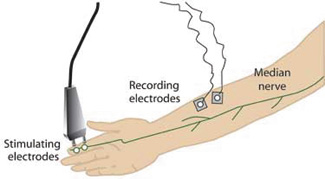 Recording
electrodes
Median
nerve
Stimulating
electrodes